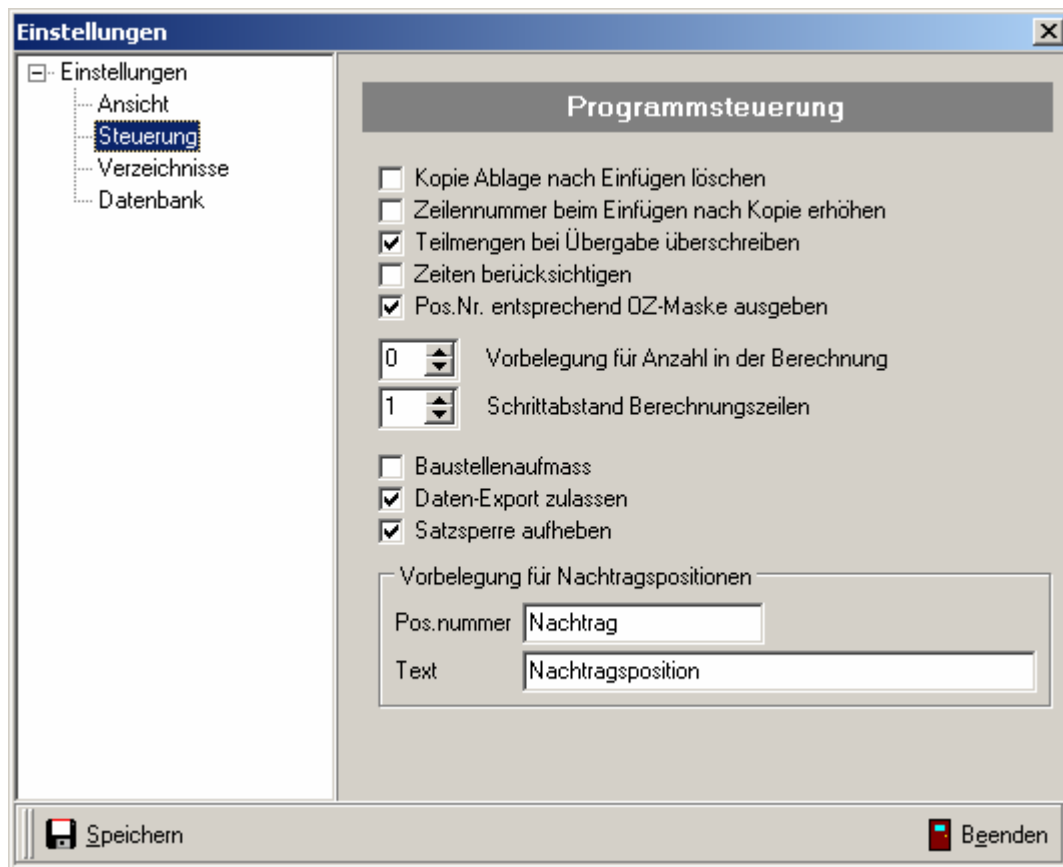 Einstellungen
Einstellungen
Ansicht
Steuerung
Verzeichnisse
Datenbank
Programmsteuerung
Kopie Ablage nach Einfügen löschen
Zeilennummer beim Einfügen nach Kopie erhöhen
Teilmengen bei Übergabe überschreiben
Zeiten berücksichtigen
Pos.Nr. entsprechend OZ-Maske ausgeben
0 Vorbelegung für Anzahl in der Berechnung
1 Schrittabstand Berechnungszeilen
Baustellenaufmass
Daten-Export zulassen
Satzsperre aufheben
Vorbelegung für Nachtragspositionen
Pos.nummer Nachtrag
Text Nachtragsposition
Speichern
Beenden